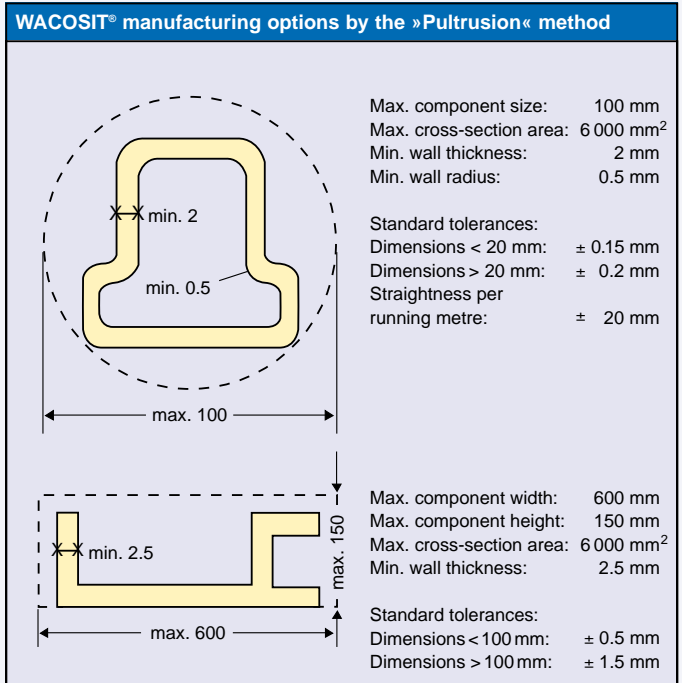 WACOSIT® manufacturing options by the »Pultrusion« method
min. 2
min. 0.5
max. 100
Max. component size: 100 mm
Max. cross-section area: 6 000 mm²
Min. wall thickness: 2 mm
Min. wall radius: 0.5 mm
Standard tolerances:
Dimensions < 20 mm: ± 0.15 mm
Dimensions > 20 mm: ± 0.2 mm
Straightness per
running metre: ± 20 mm
min. 2.5
max. 150
max. 600
Max. component width: 600 mm
Max. component height: 150 mm
Max. cross-section area: 6 000 mm²
Min. wall thickness: 2.5 mm
Standard tolerances:
Dimensions < 100 mm: ± 0.5 mm
Dimensions > 100 mm: ± 1.5 mm